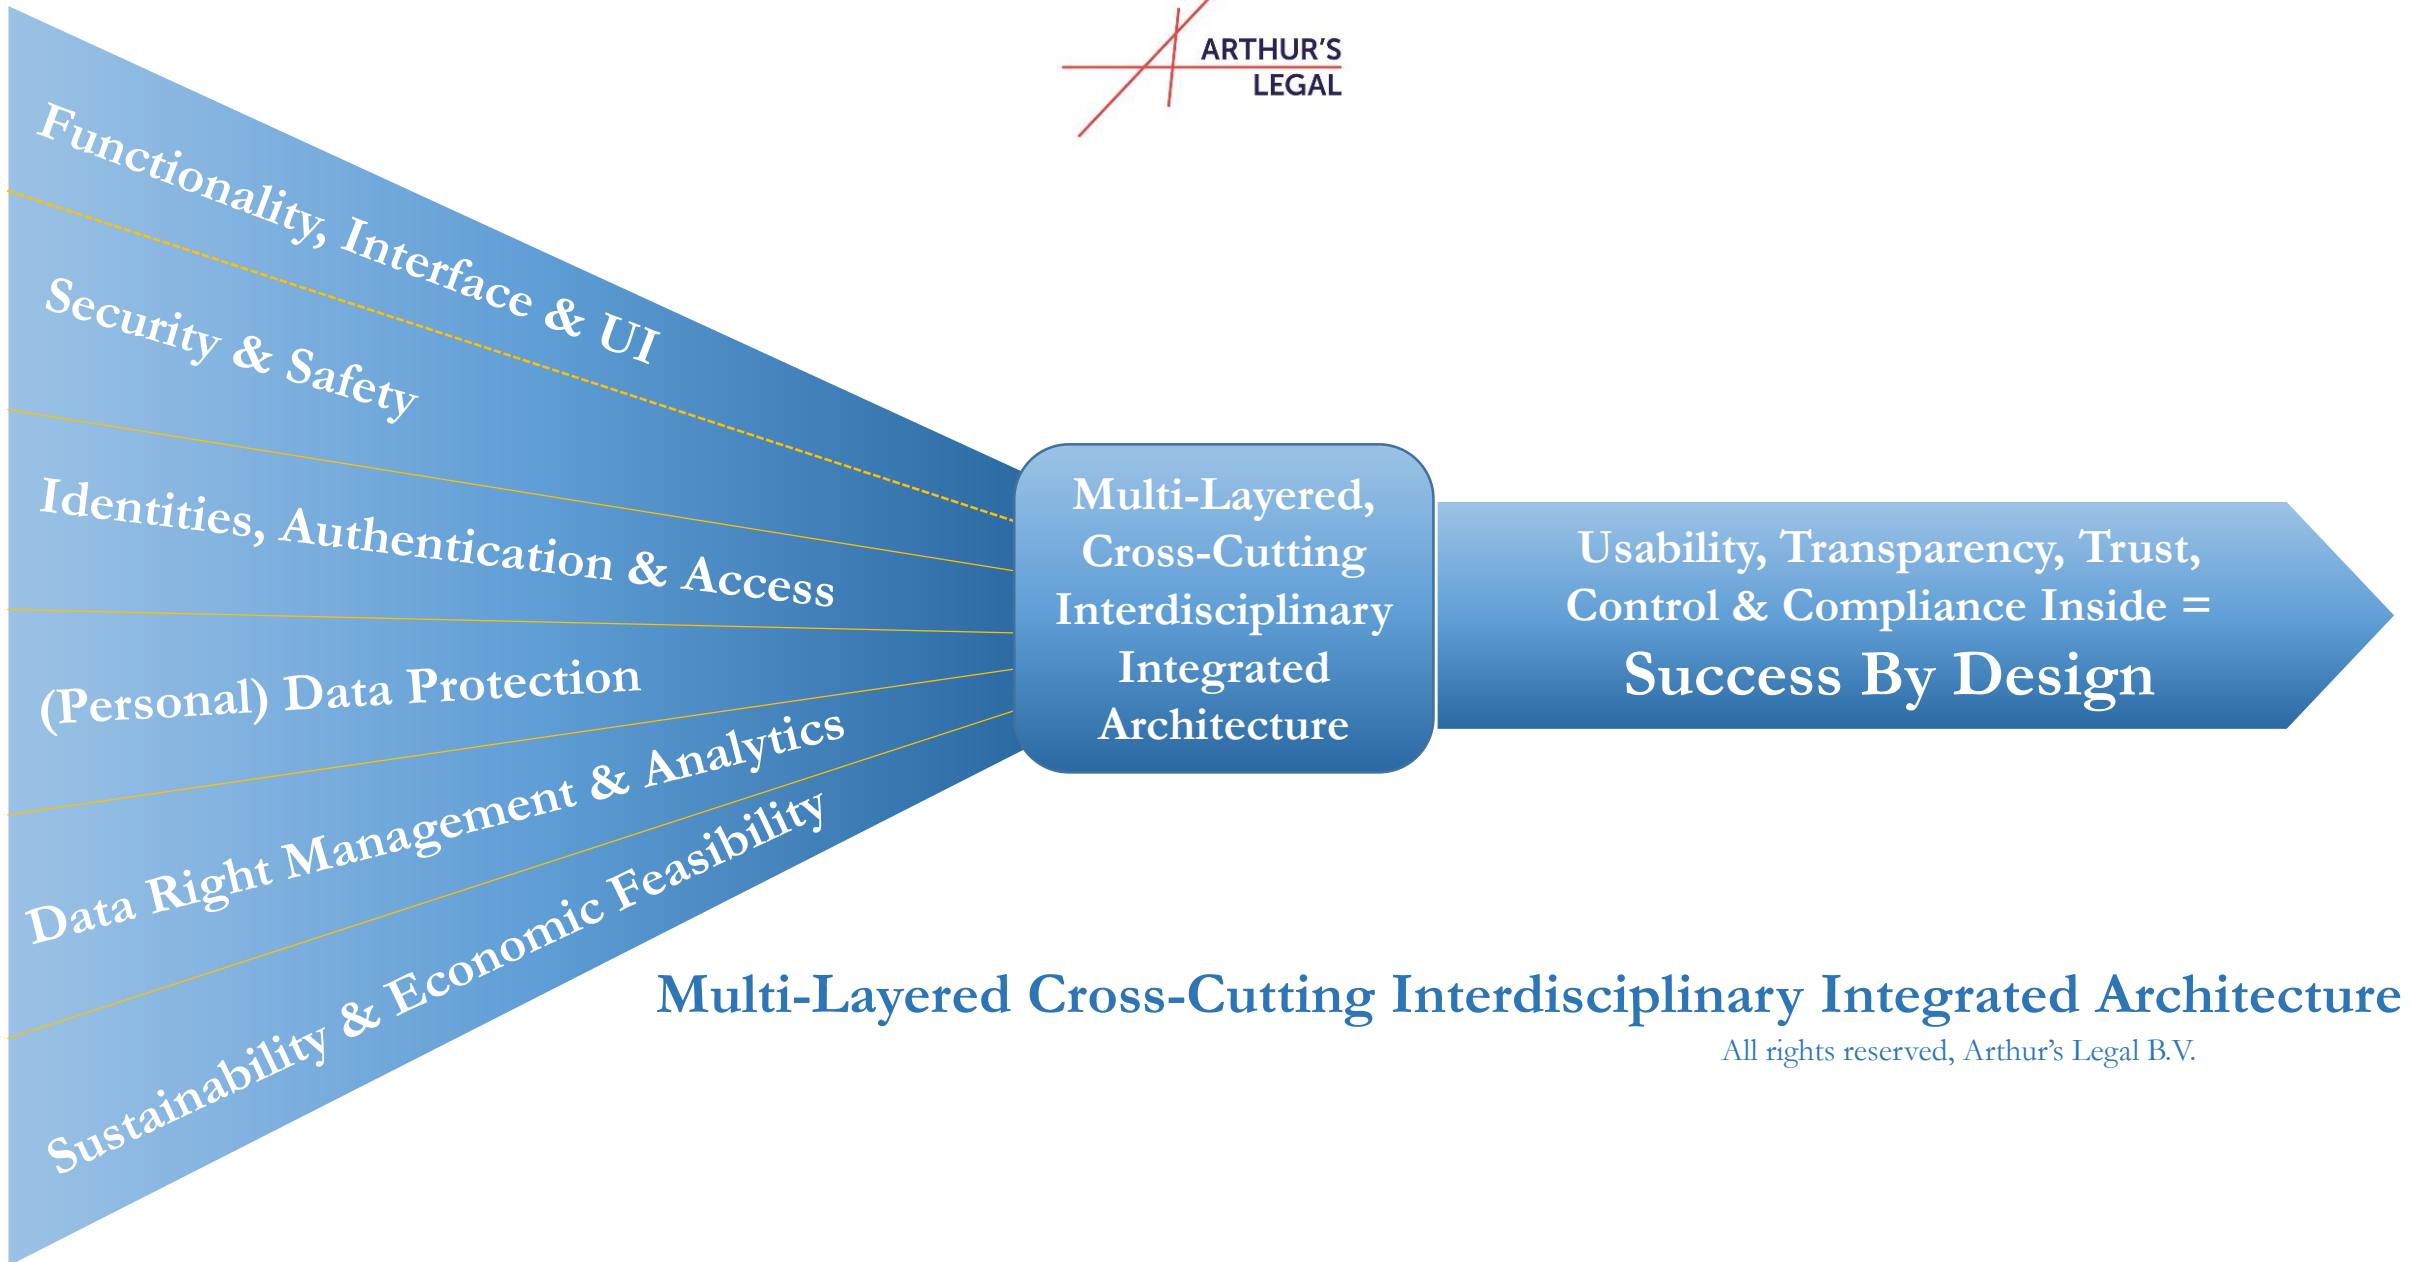 ARTHUR'S
LEGAL
Functionality, Interface & UI
Security & Safety
Identities, Authentication & Access
(Personal) Data Protection
Data Right Management & Analytics
Sustainability & Economic Feasibility
Multi-Layered,
Cross-Cutting
Interdisciplinary
Integrated
Architecture
Usability, Transparency, Trust,
Control & Compliance Inside =
Success By Design
Multi-Layered Cross-Cutting Interdisciplinary Integrated Architecture
All rights reserved, Arthur's Legal B.V.